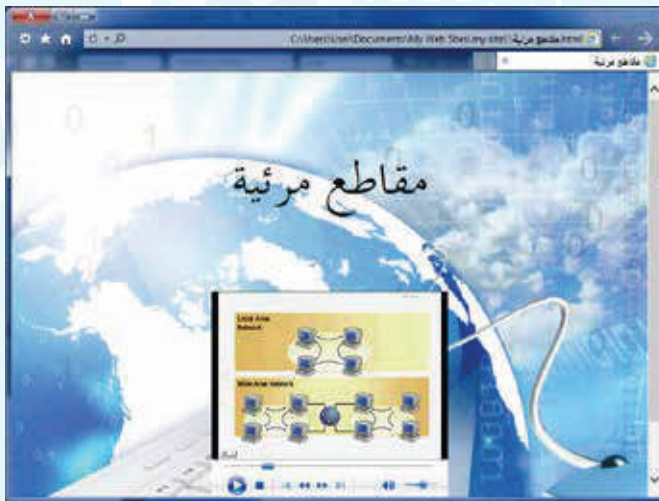 C:\Users\User\Documents\My Web Sites\my site\مقاطع مرئية.html
مقاطع مرئية
مقاطع مرئية
Local Area
Network
Wide Area Network